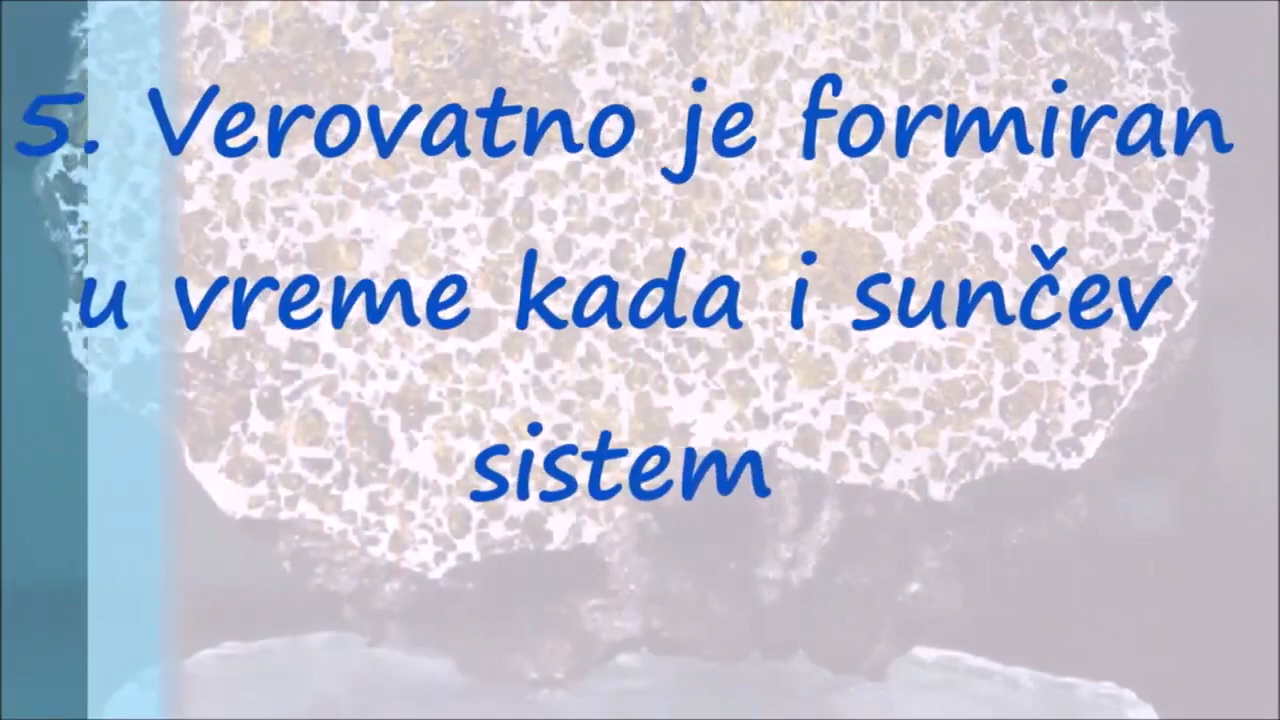 5. Verovatno je formiran
u vreme kada i sunčev
sistem